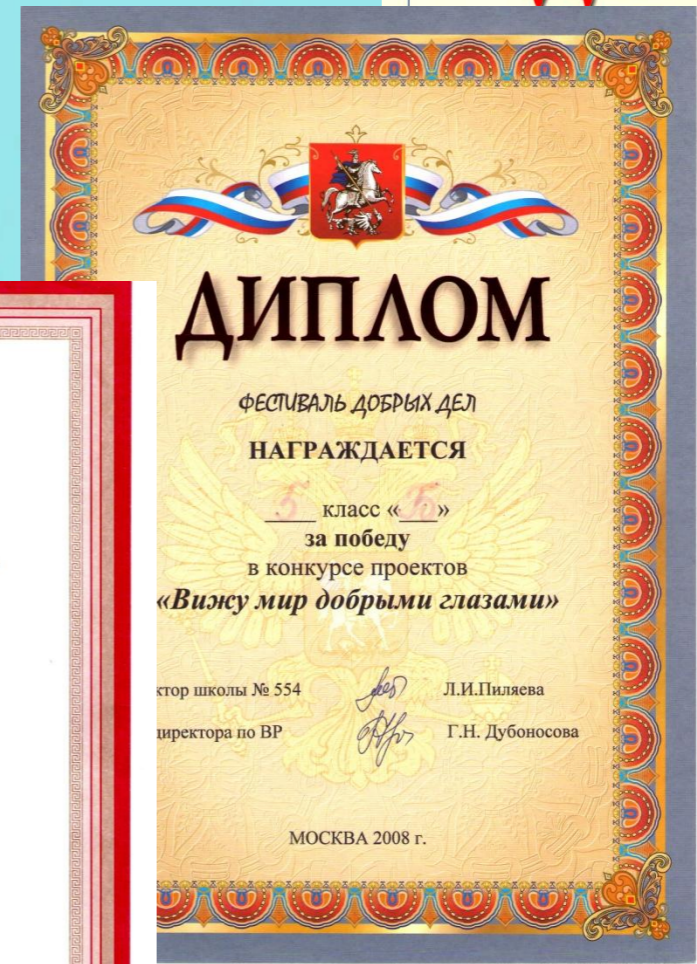 ДИПЛОМ
ФЕСТИВАЛЬ ДОБРЫХ ДЕЛ
НАГРАЖДАЕТСЯ
5 класс «Б»
за победу
в конкурсе проектов
«Вижу мир добрыми глазами»
ктор школы № 554 Л.И.Пиляева
директора по ВР Г.Н. Дубоносова
МОСКВА 2008 г.